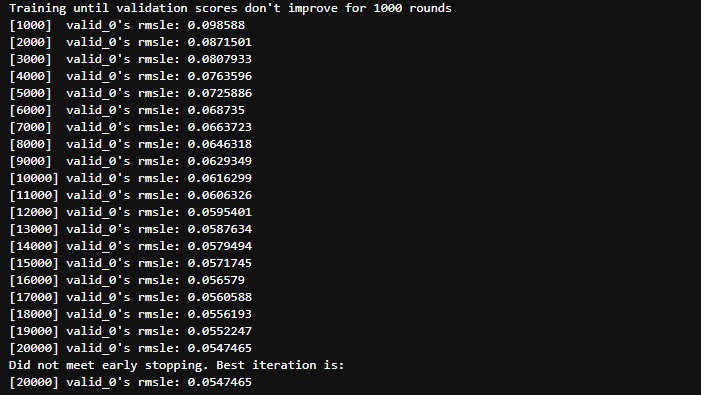 Training until validation scores don't improve for 1000 rounds
[1000]  valid_0's rmsle: 0.098588
[2000]  valid_0's rmsle: 0.0871501
[3000]  valid_0's rmsle: 0.0807933
[4000]  valid_0's rmsle: 0.0763596
[5000]  valid_0's rmsle: 0.0725886
[6000]  valid_0's rmsle: 0.068735
[7000]  valid_0's rmsle: 0.0663723
[8000]  valid_0's rmsle: 0.0646318
[9000]  valid_0's rmsle: 0.0629349
[10000] valid_0's rmsle: 0.0616299
[11000] valid_0's rmsle: 0.0606326
[12000] valid_0's rmsle: 0.0595401
[13000] valid_0's rmsle: 0.0587634
[14000] valid_0's rmsle: 0.0579494
[15000] valid_0's rmsle: 0.0571745
[16000] valid_0's rmsle: 0.056579
[17000] valid_0's rmsle: 0.0560588
[18000] valid_0's rmsle: 0.0556193
[19000] valid_0's rmsle: 0.0552247
[20000] valid_0's rmsle: 0.0547465
Did not meet early stopping. Best iteration is:
[20000] valid_0's rmsle: 0.0547465